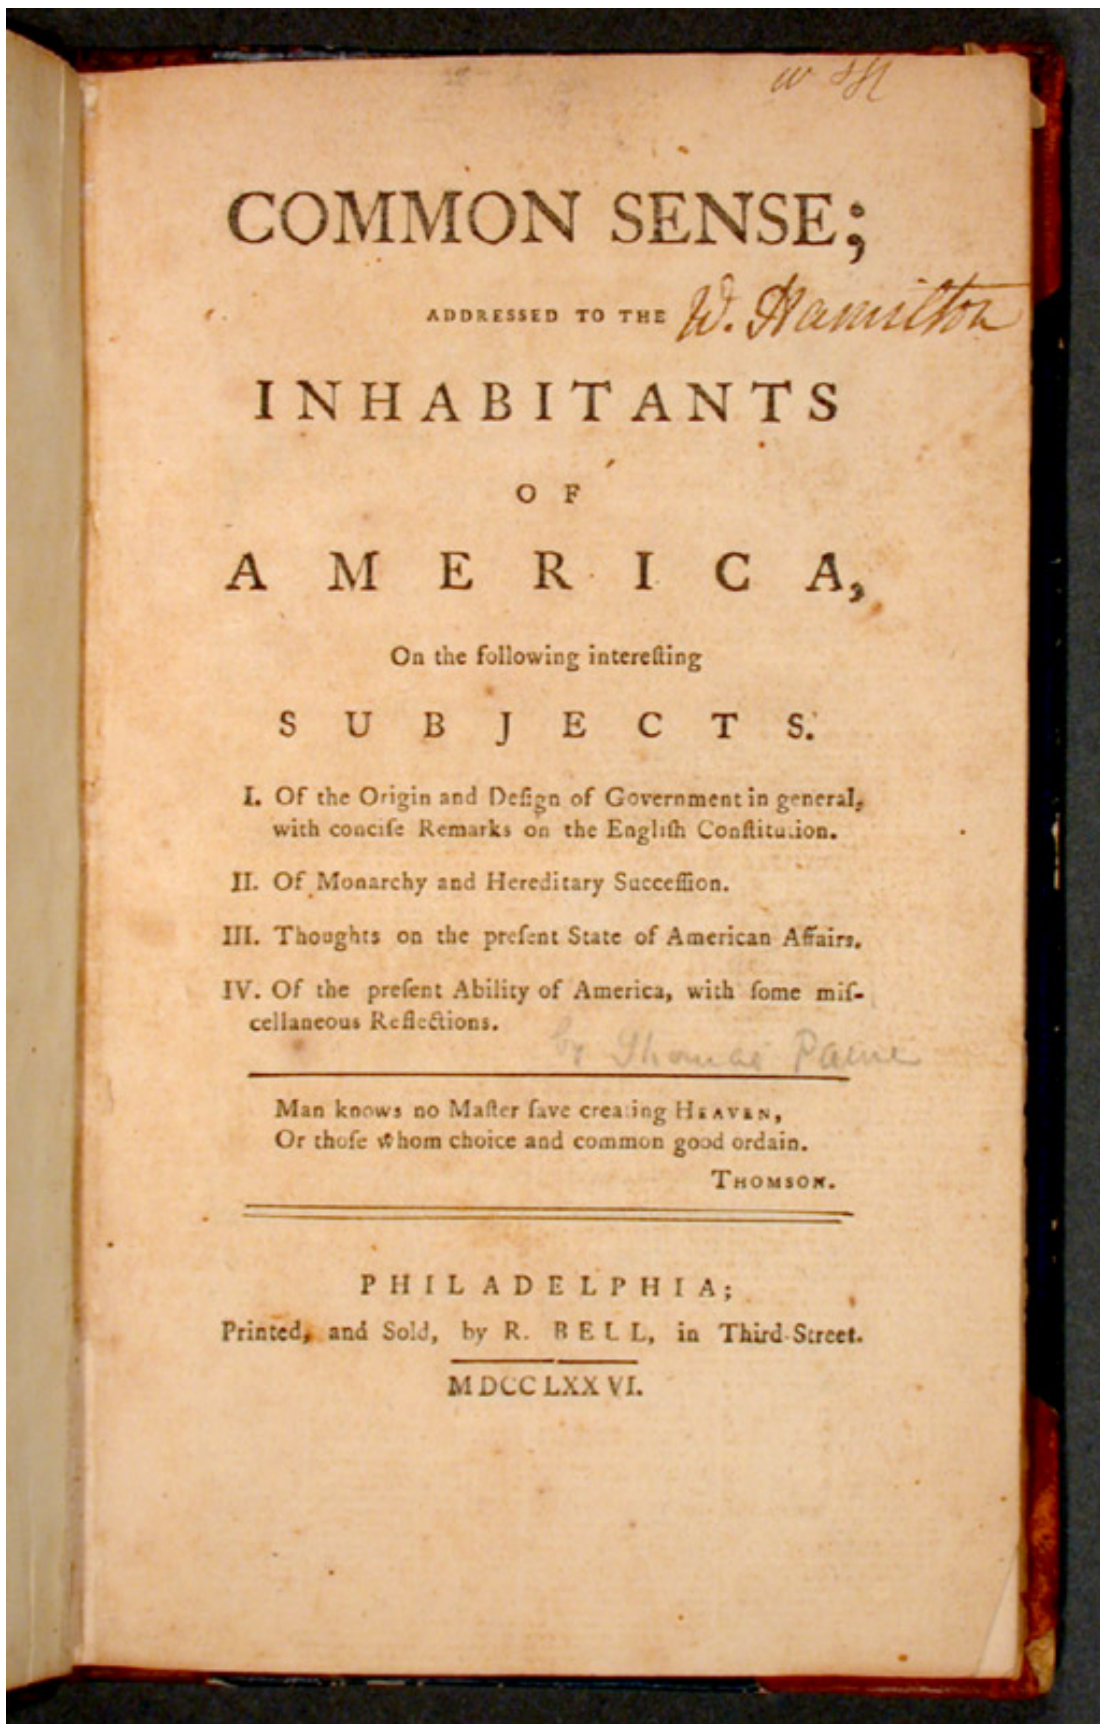 COMMON SENSE;
ADDRESSED TO THE W. Hamilton
INHABITANTS
OF
AMERICA,
On the following intereſting
SUBJECTS.
I. Of the Origin and Deſign of Government in general,
with conciſe Remarks on the Engliſh Conſtitution.
II. Of Monarchy and Hereditary Succeſſion.
III. Thoughts on the preſent State of American Affairs.
IV. Of the preſent Ability of America, with ſome miſ-
cellaneous Reflections.
by Thomas Paine
Man knows no Maſter ſave creating HEAVEN,
Or thoſe whom choice and common good ordain.
THOMSON.
PHILADELPHIA;
Printed, and Sold, by R. BELL, in Third-Street.
MDCCLXXVI.